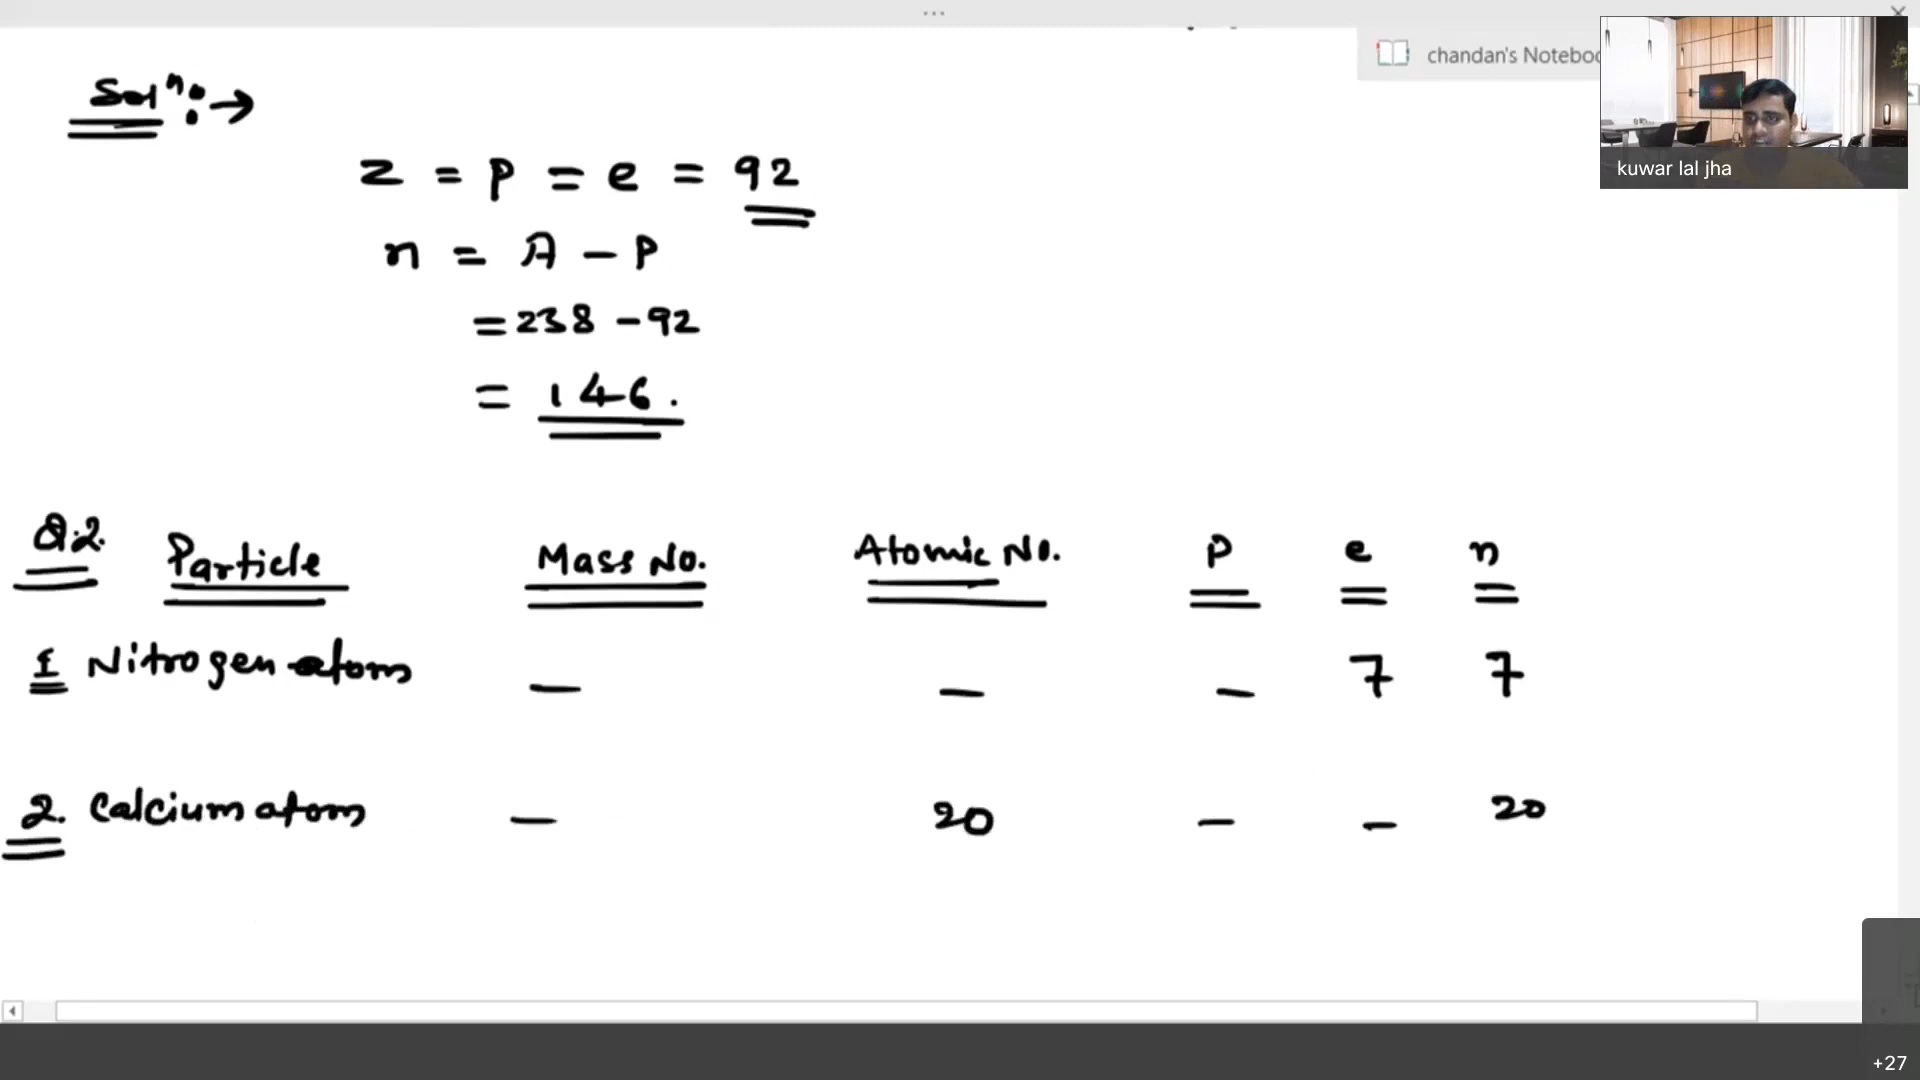 ...
chandan's Notebo
kuwar lal jha
Solⁿ:→
Z = P = e = 92
n = A - P
= 238 - 92
= 146.
Q.2. Particle Mass No. Atomic No. P e n
1 Nitrogen atom — — — 7 7
2. Calcium atom — 20 — - 20
+27